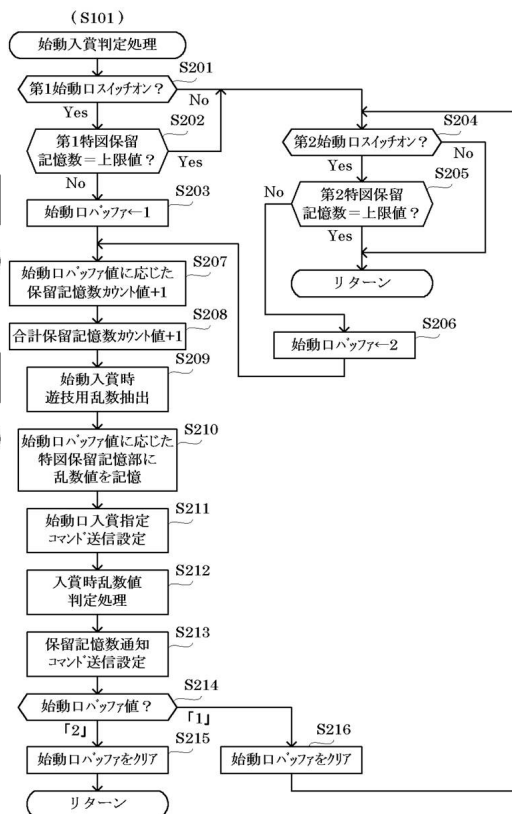 (S101)
始動入賞判定処理
S201
第1始動口スイッチオン?
No
Yes
S202
第1特図保留
記憶数=上限値?
Yes
No
S203
始動口バッファ←1
S204
第2始動口スイッチオン?
No
Yes
S205
第2特図保留
記憶数=上限値?
No
Yes
リターン
S206
始動口バッファ←2
S207
始動口バッファ値に応じた
保留記憶数カウント値+1
S208
合計保留記憶数カウント値+1
S209
始動入賞時
遊技用乱数抽出
S210
始動口バッファ値に応じた
特図保留記憶部に
乱数値を記憶
S211
始動口入賞指定
コマンド送信設定
S212
入賞時乱数値
判定処理
S213
保留記憶数通知
コマンド送信設定
S214
始動口バッファ値?
「2」
「1」
S215
始動口バッファをクリア
S216
始動口バッファをクリア
リターン